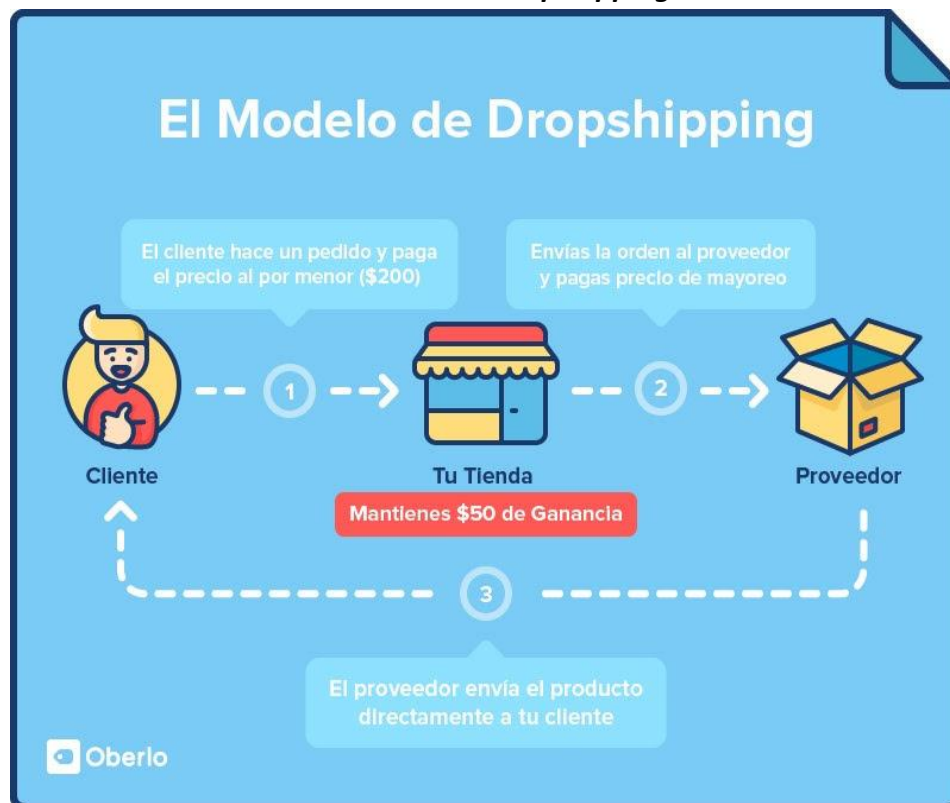 El Modelo de Dropshipping
El cliente hace un pedido y paga
el precio al por menor ($200)
Envías la orden al proveedor
y pagas precio de mayoreo
1
2
Cliente
Tu Tienda
Proveedor
Mantienes $50 de Ganancia
3
El proveedor envía el producto
directamente a tu cliente
Oberlo